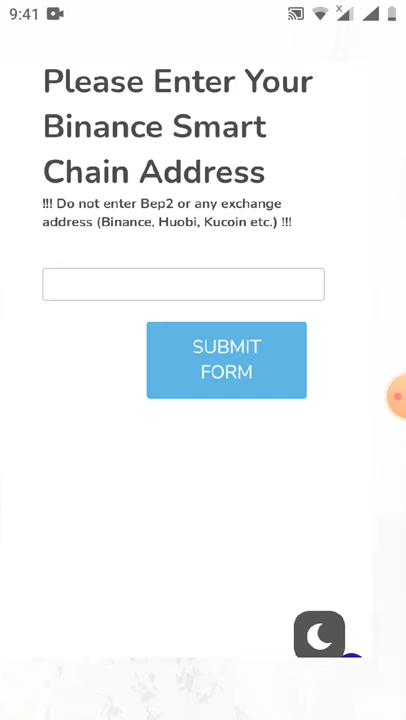 9:41
Please Enter Your
Binance Smart
Chain Address
!!! Do not enter Bep2 or any exchange
address (Binance, Huobi, Kucoin etc.) !!!
SUBMIT
FORM